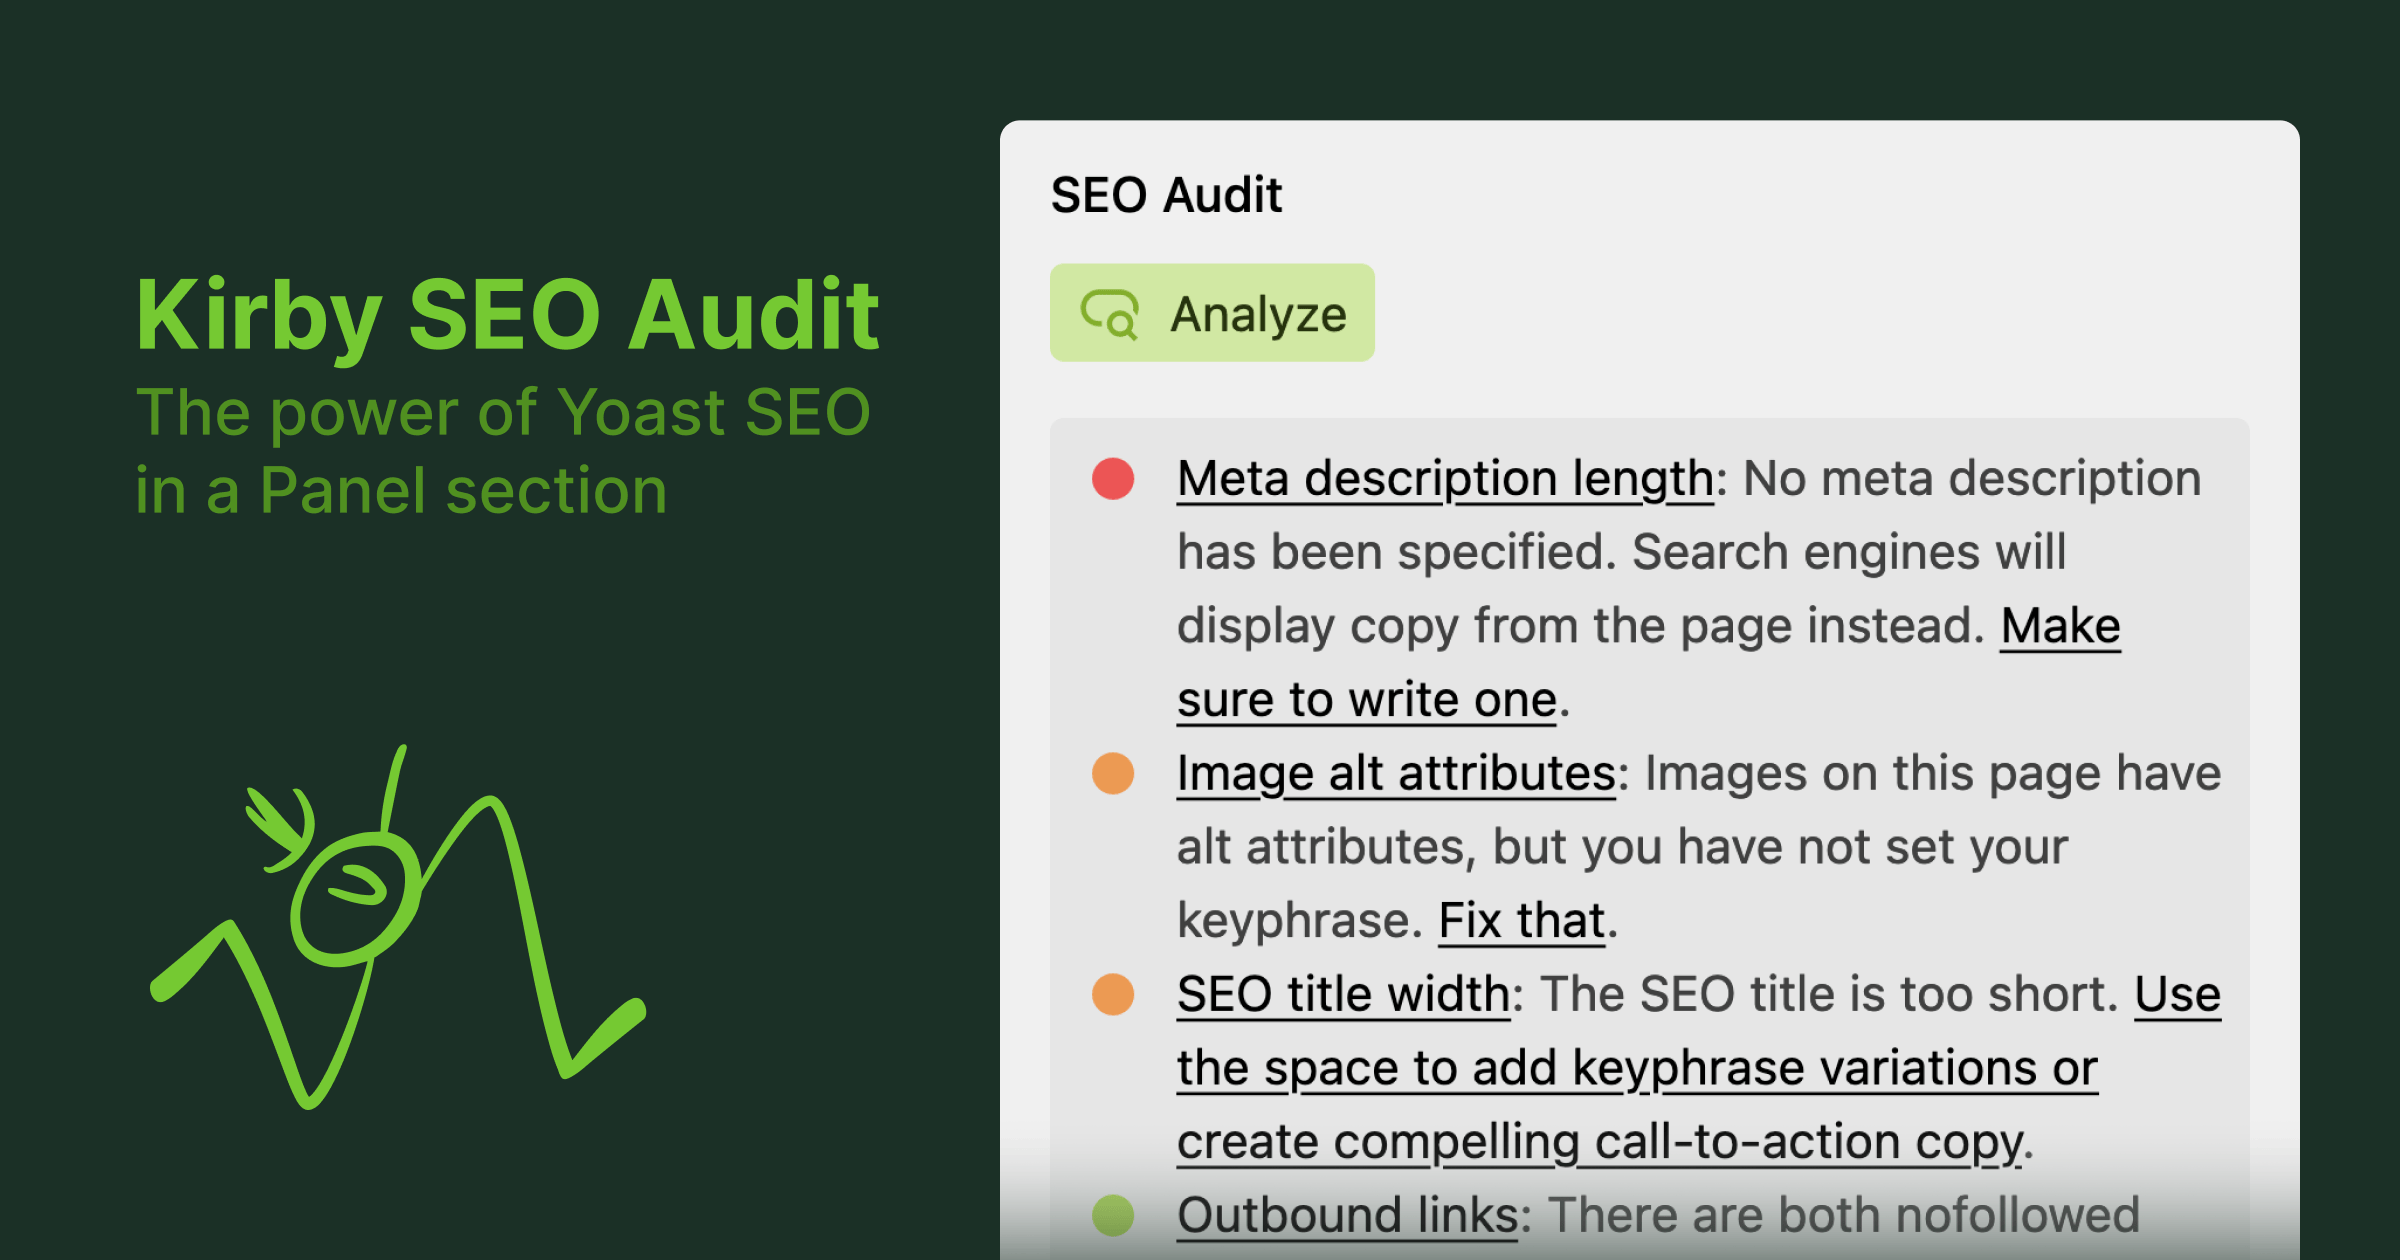 Kirby SEO Audit
The power of Yoast SEO
in a Panel section
SEO Audit
Analyze
Meta description length: No meta description
has been specified. Search engines will
display copy from the page instead. Make
sure to write one.
Image alt attributes: Images on this page have
alt attributes, but you have not set your
keyphrase. Fix that.
SEO title width: The SEO title is too short. Use
the space to add keyphrase variations or
create compelling call-to-action copy.
Outbound links: There are both nofollowed